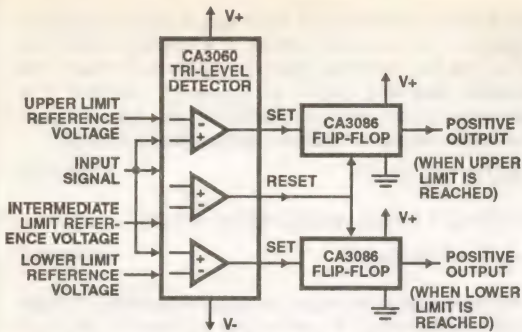 V+
CA3060
TRI-LEVEL
DETECTOR
UPPER LIMIT
REFERENCE
VOLTAGE
INPUT
SIGNAL
INTERMEDIATE
LIMIT REFER-
ENCE VOLTAGE
LOWER LIMIT
REFERENCE
VOLTAGE
-
+
+
-
+
-
V-
SET
RESET
SET
V+
CA3086
FLIP-FLOP
POSITIVE
OUTPUT
(WHEN UPPER
LIMIT IS
REACHED)
V+
CA3086
FLIP-FLOP
POSITIVE
OUTPUT
(WHEN LOWER
LIMIT IS
REACHED)